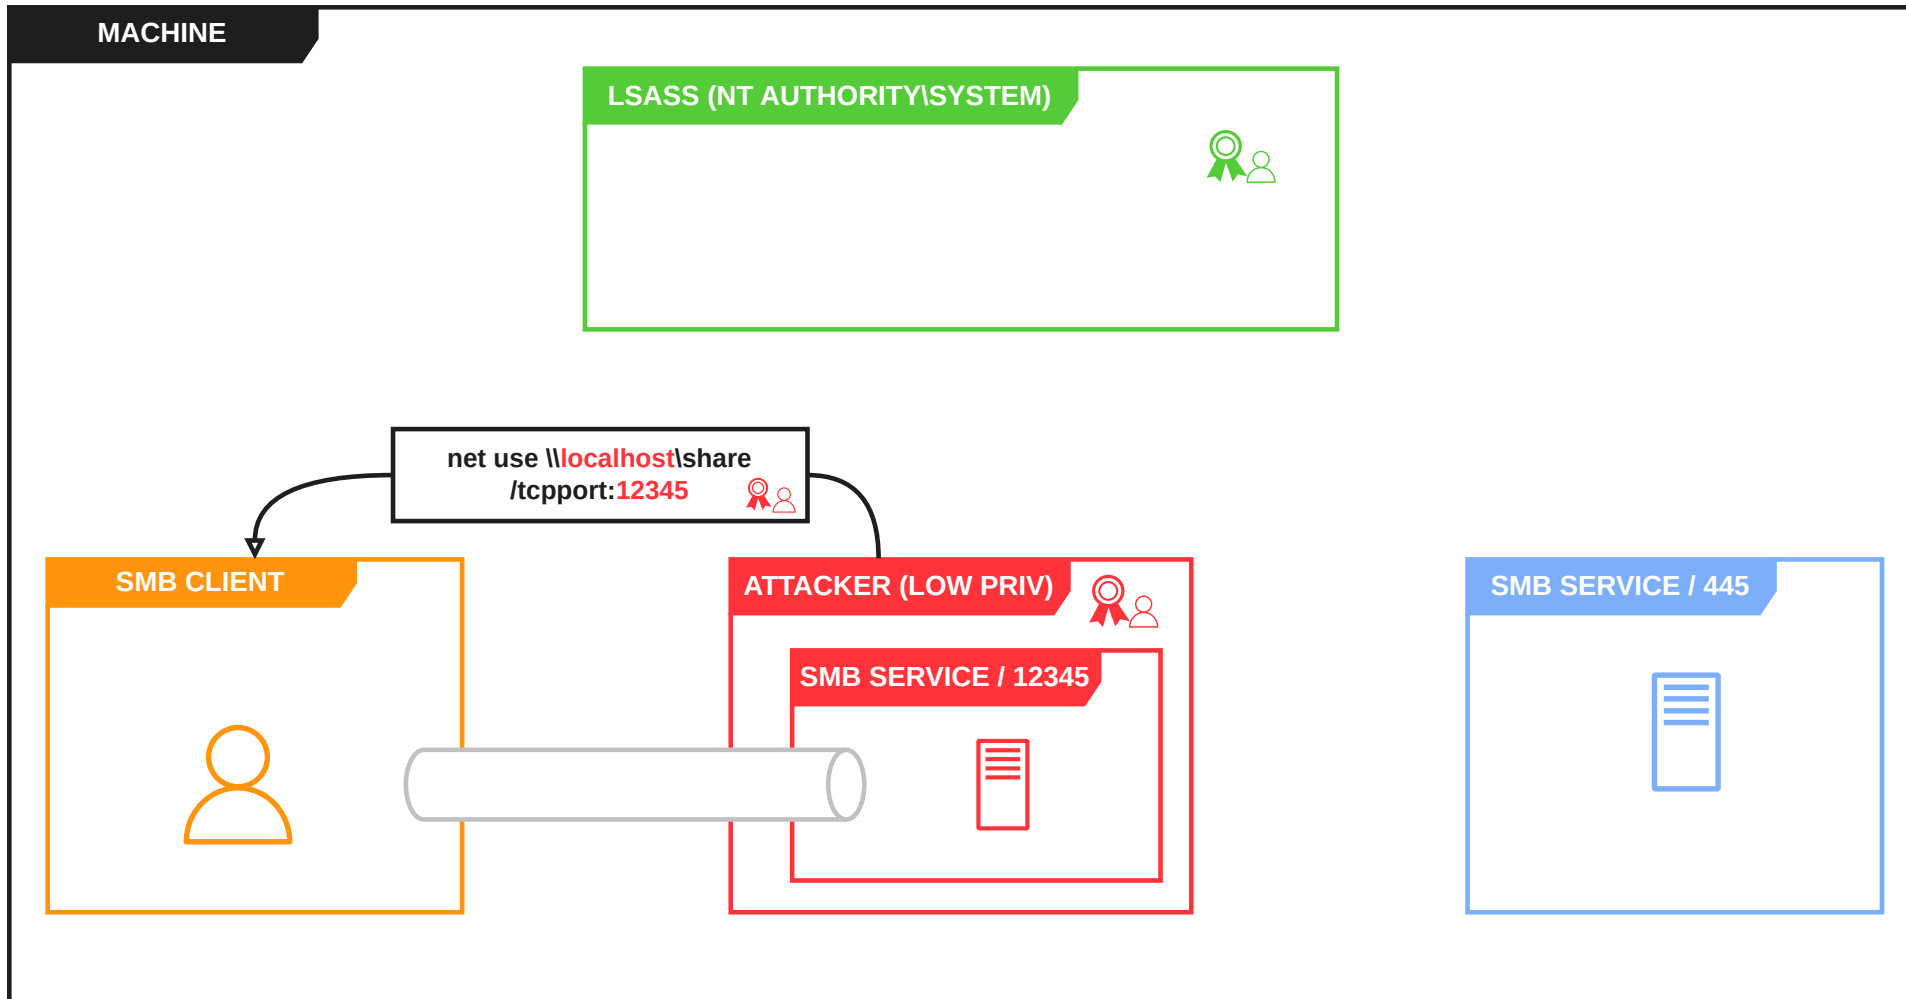 MACHINE
LSASS (NT AUTHORITY\SYSTEM)
net use \\localhost\share
/tcpport:12345
SMB CLIENT
ATTACKER (LOW PRIV)
SMB SERVICE / 12345
SMB SERVICE / 445